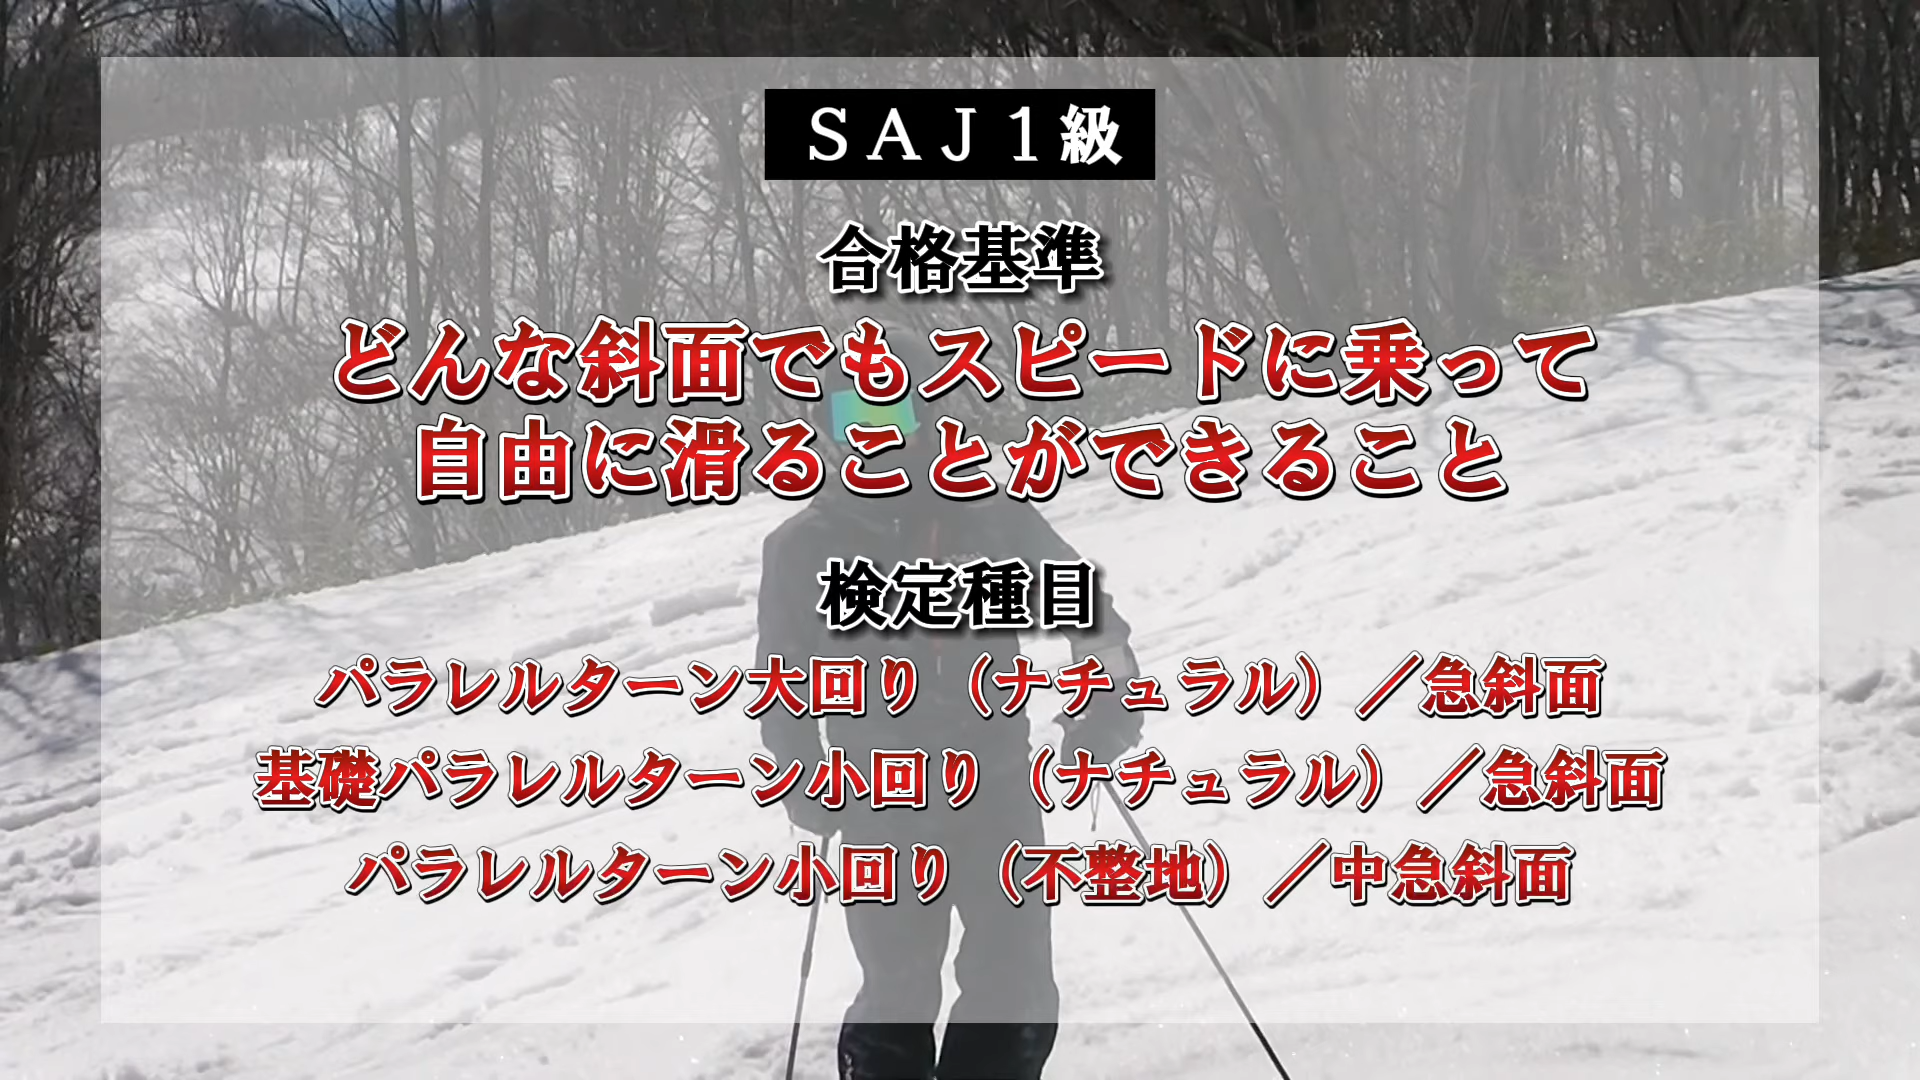 ＳＡＪ１級
合格基準
どんな斜面でもスピードに乗って
自由に滑ることができること
検定種目
パラレルターン大回り（ナチュラル）／急斜面
基礎パラレルターン小回り（ナチュラル）／急斜面
パラレルターン小回り（不整地）／中急斜面